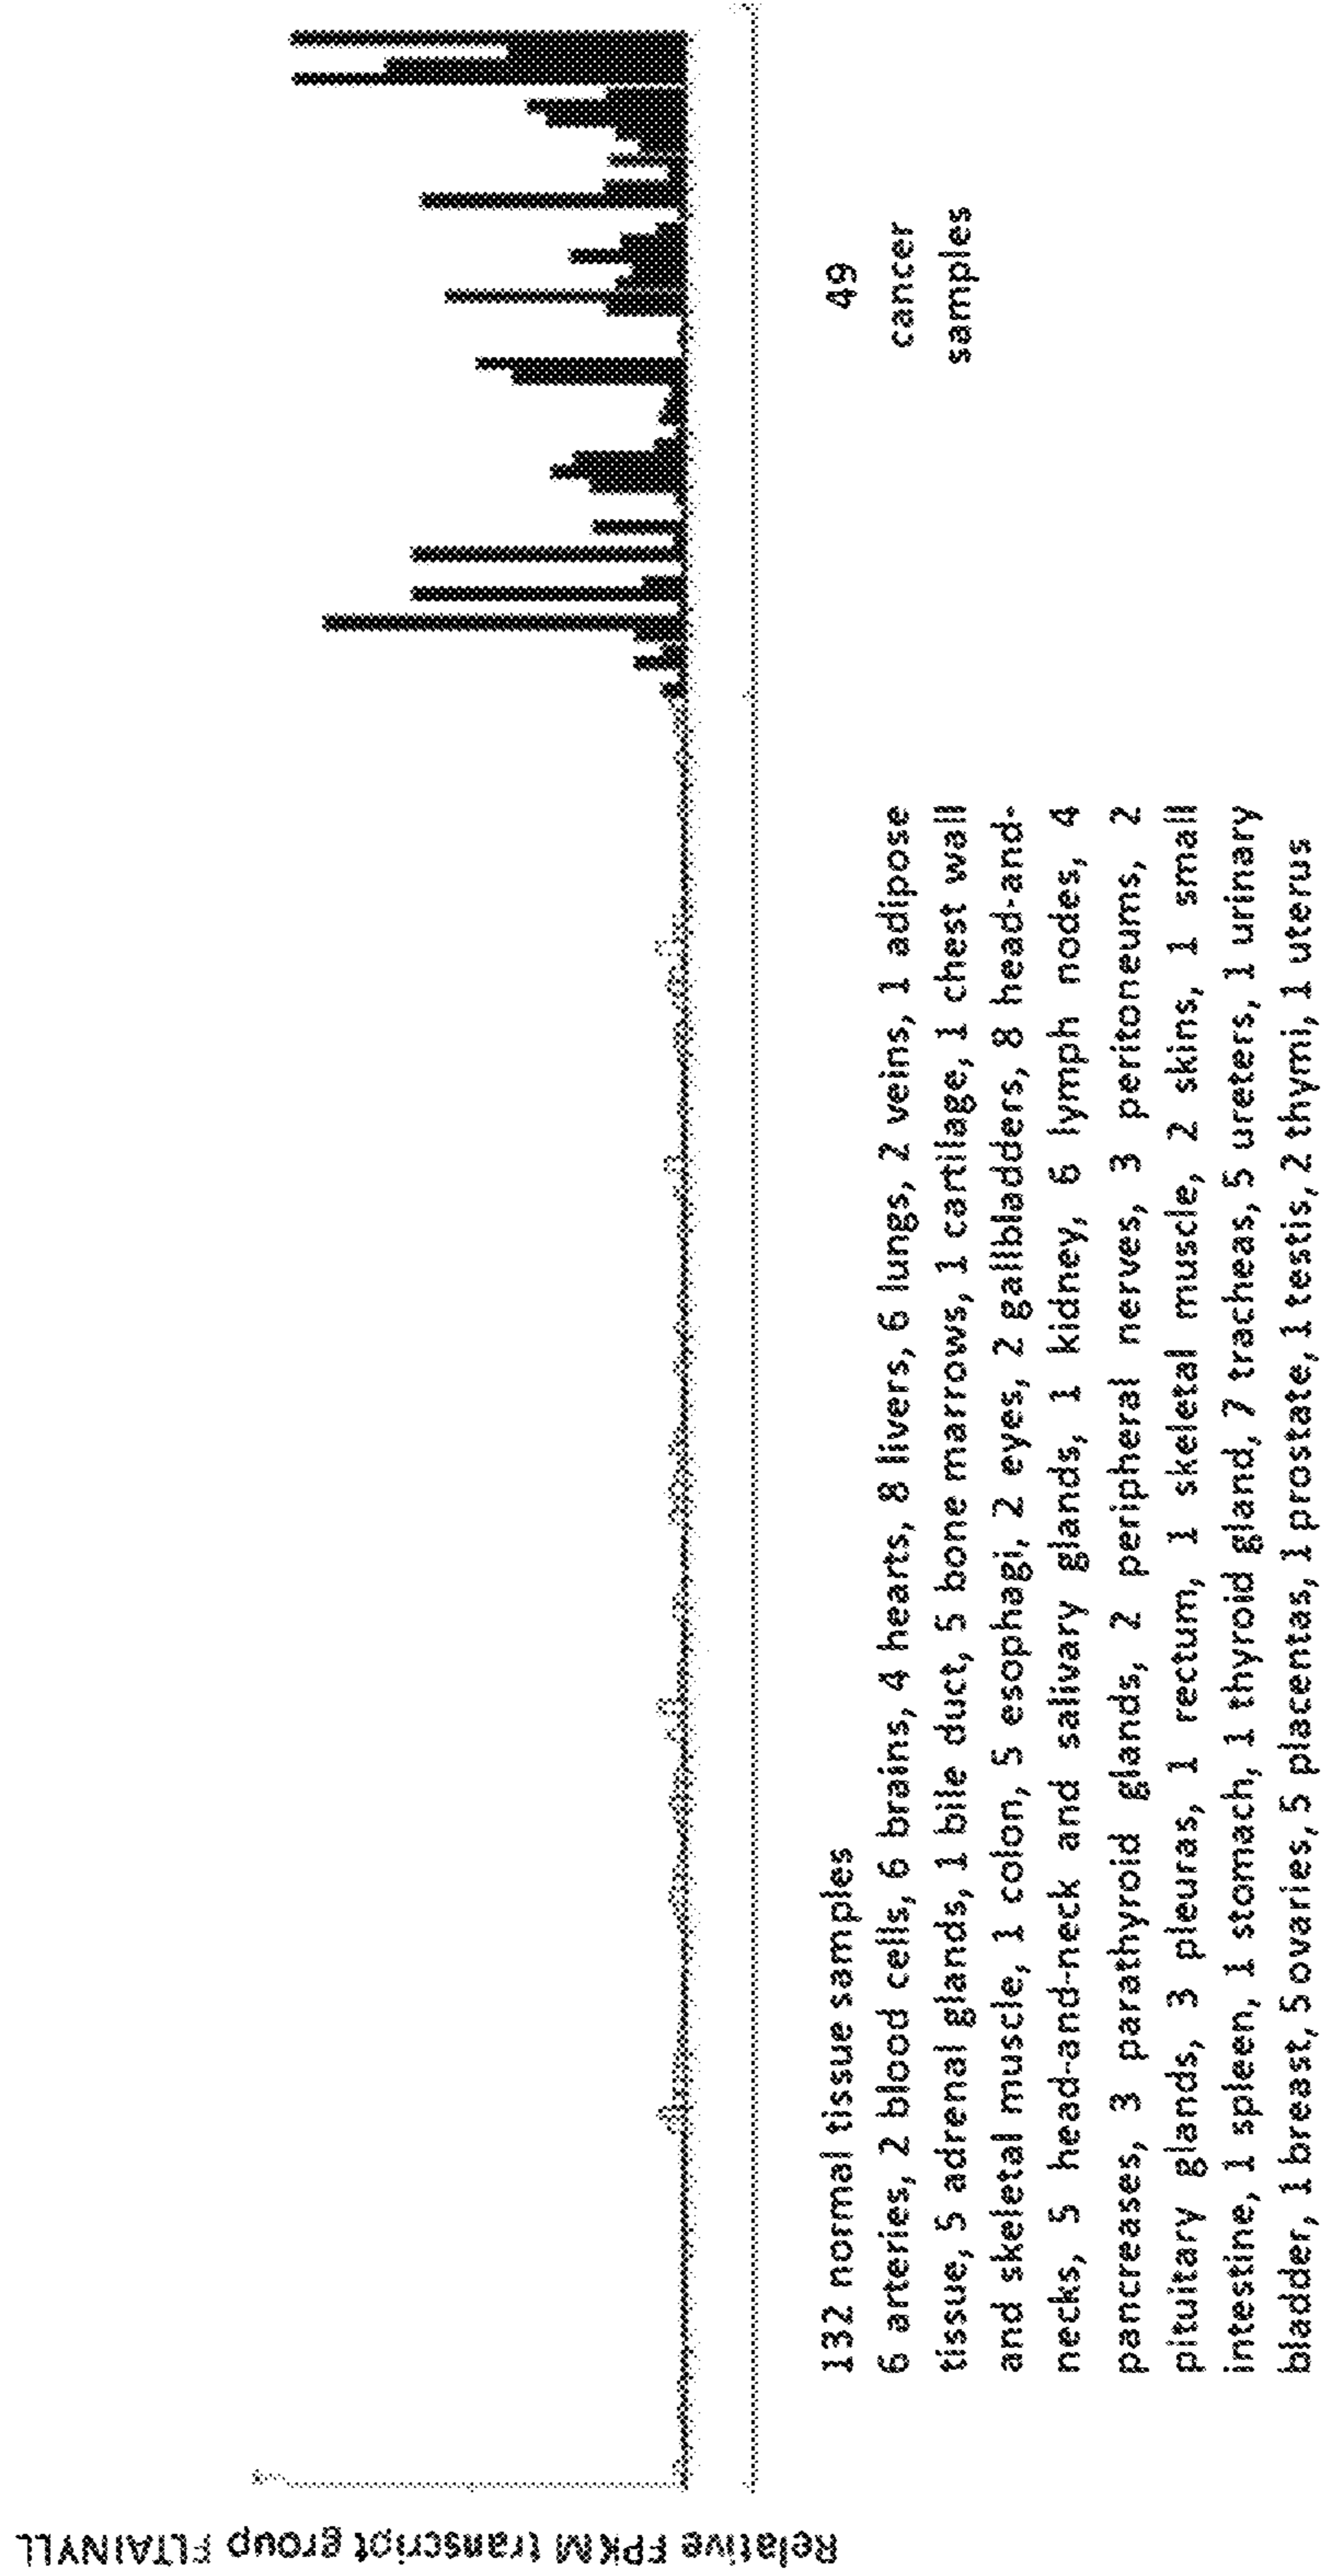 Relative FPKM transcript group FLTAINYLL
132 normal tissue samples
6 arteries, 2 blood cells, 6 brains, 4 hearts, 8 livers, 6 lungs, 2 veins, 1 adipose
tissue, 5 adrenal glands, 1 bile duct, 5 bone marrows, 1 cartilage, 1 chest wall
and skeletal muscle, 1 colon, 5 esophagi, 2 eyes, 2 gallbladders, 8 head-and-
necks, 5 head-and-neck and salivary glands, 1 kidney, 6 lymph nodes, 4
pancreases, 3 parathyroid glands, 2 peripheral nerves, 3 peritoneums, 2
pituitary glands, 3 pleuras, 1 rectum, 1 skeletal muscle, 2 skins, 1 small
intestine, 1 spleen, 1 stomach, 1 thyroid gland, 7 tracheas, 5 ureters, 1 urinary
bladder, 1 breast, 5 ovaries, 5 placentas, 1 prostate, 1 testis, 2 thymi, 1 uterus
49
cancer
samples